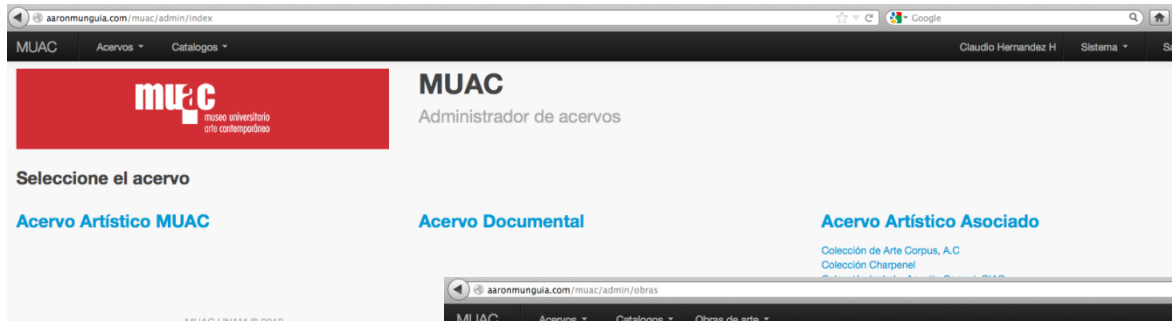 aaronmunguia.com/muac/admin/index
Google
MUAC Acervos Catalogos Claudio Hernandez H Sistema
muac
museo universitario
arte contemporáneo
MUAC
Administrador de acervos
Seleccione el acervo
Acervo Artístico MUAC
Acervo Documental
Acervo Artístico Asociado
Colección de Arte Corpus, A.C
Colección Charpenel
aaronmunguia.com/muac/admin/obras
MUAC Acervos Catalogos Obras de arte